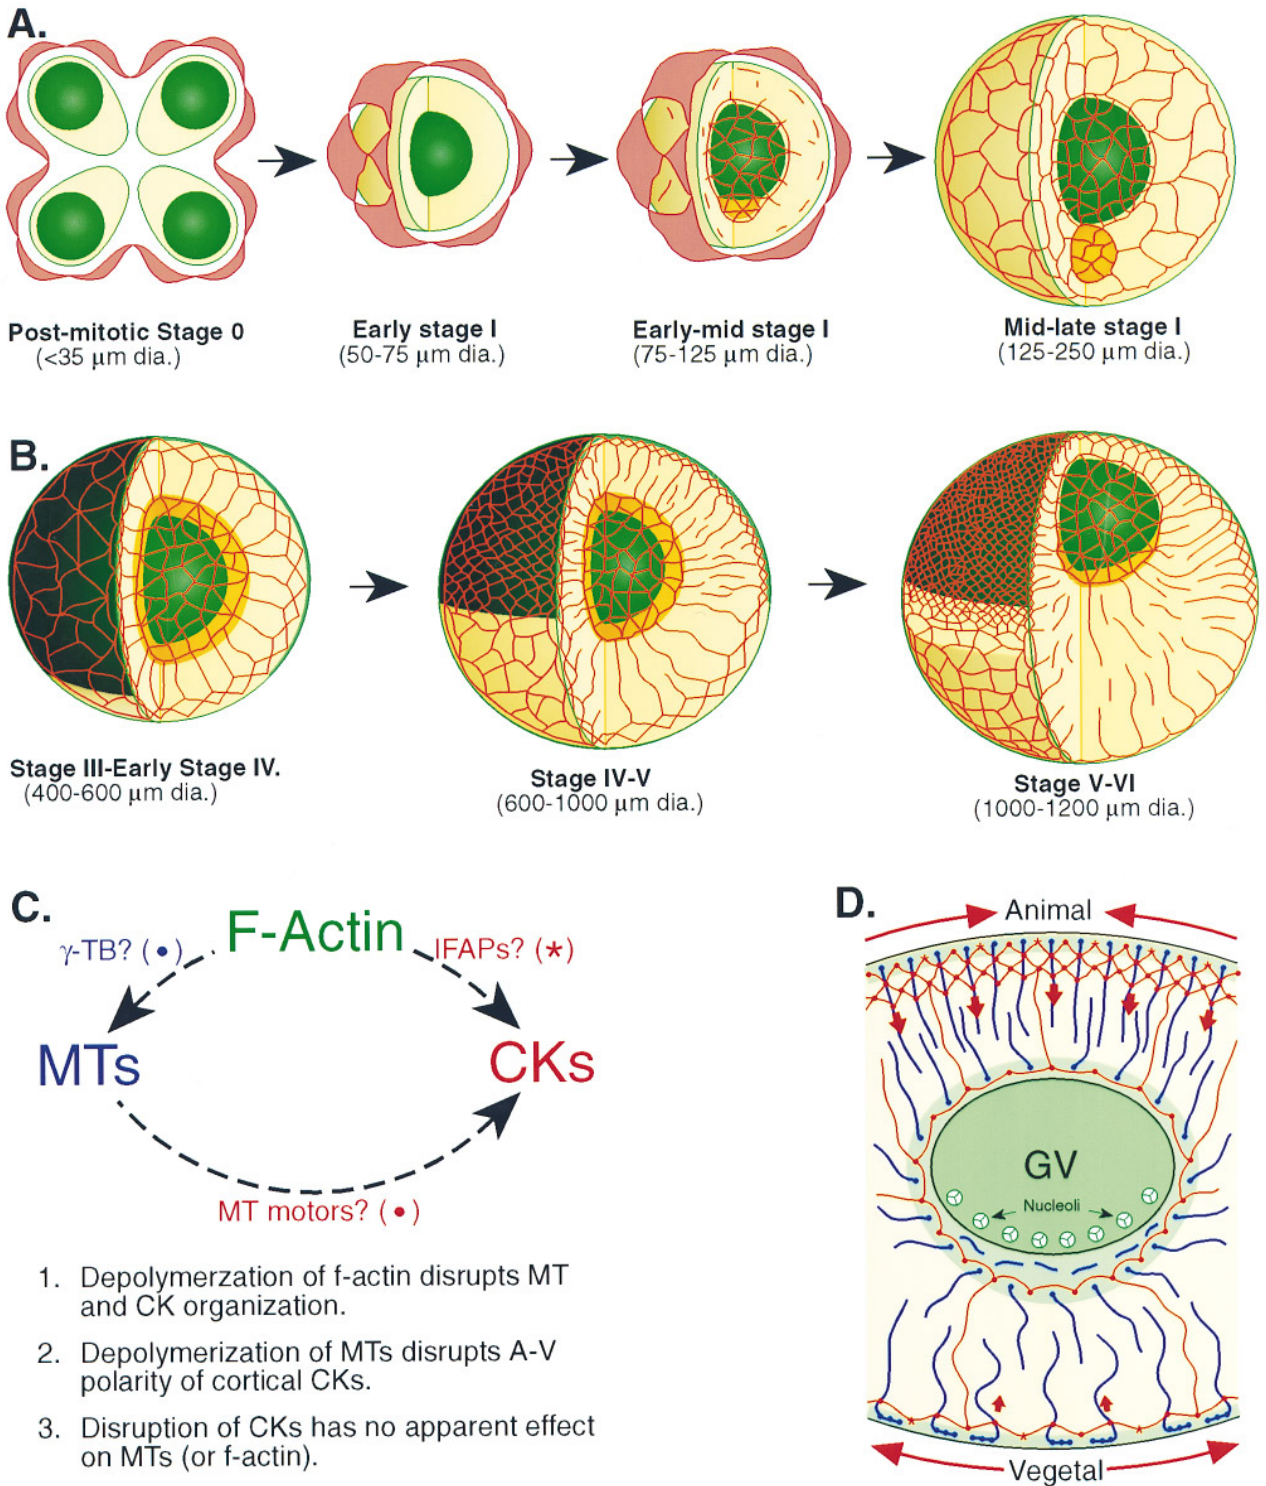 A.
Post-mitotic Stage 0
(<35 μm dia.)
Early stage I
(50-75 μm dia.)
Early-mid stage I
(75-125 μm dia.)
Mid-late stage I
(125-250 μm dia.)
B.
Stage III-Early Stage IV.
(400-600 μm dia.)
Stage IV-V
(600-1000 μm dia.)
Stage V-VI
(1000-1200 μm dia.)
C.
F-Actin
γ-TB? (•)
IFAPs? (*)
MTs
CKs
MT motors? (•)
1. Depolymerzation of f-actin disrupts MT
and CK organization.
2. Depolymerization of MTs disrupts A-V
polarity of cortical CKs.
3. Disruption of CKs has no apparent effect
on MTs (or f-actin).
D.
Animal
GV
Nucleoli
Vegetal